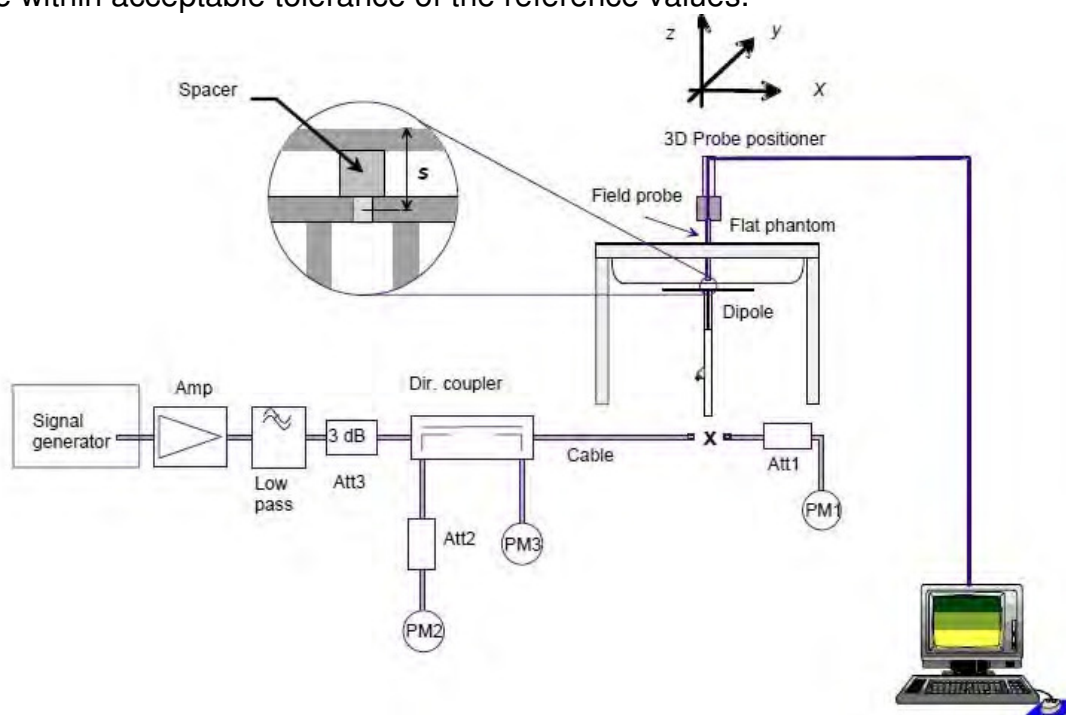 e within acceptable tolerance of the reference values.
z
y
x
Spacer
s
3D Probe positioner
Field probe
Flat phantom
Dipole
Signal
generator
Amp
Low
pass
3 dB
Att3
Dir. coupler
Cable
x
Att1
PM1
Att2
PM3
PM2